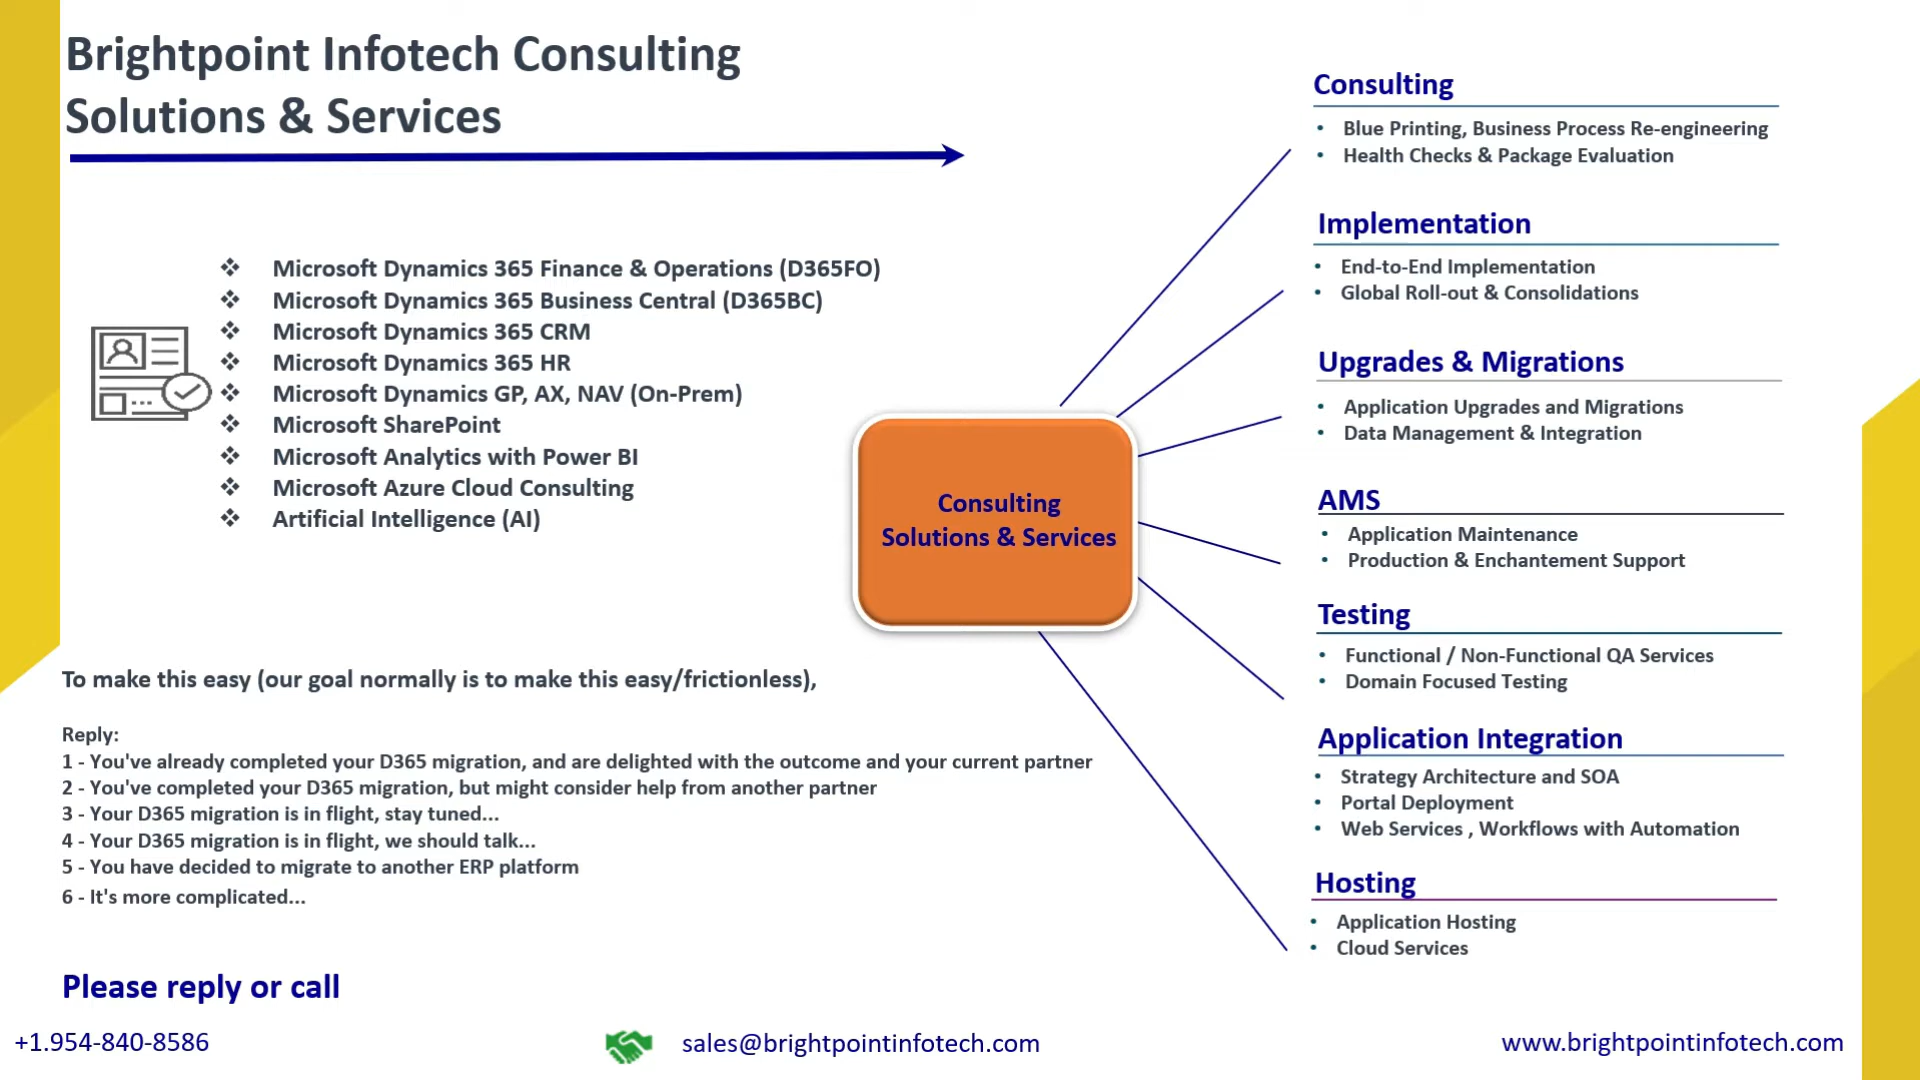 Brightpoint Infotech Consulting
Solutions & Services
❖ Microsoft Dynamics 365 Finance & Operations (D365FO)
❖ Microsoft Dynamics 365 Business Central (D365BC)
❖ Microsoft Dynamics 365 CRM
❖ Microsoft Dynamics 365 HR
❖ Microsoft Dynamics GP, AX, NAV (On-Prem)
❖ Microsoft SharePoint
❖ Microsoft Analytics with Power BI
❖ Microsoft Azure Cloud Consulting
❖ Artificial Intelligence (AI)
To make this easy (our goal normally is to make this easy/frictionless),
Reply:
1 - You've already completed your D365 migration, and are delighted with the outcome and your current partner
2 - You've completed your D365 migration, but might consider help from another partner
3 - Your D365 migration is in flight, stay tuned...
4 - Your D365 migration is in flight, we should talk...
5 - You have decided to migrate to another ERP platform
6 - It's more complicated...
Please reply or call
Consulting
Solutions & Services
Consulting
• Blue Printing, Business Process Re-engineering
• Health Checks & Package Evaluation
Implementation
• End-to-End Implementation
• Global Roll-out & Consolidations
Upgrades & Migrations
• Application Upgrades and Migrations
• Data Management & Integration
AMS
• Application Maintenance
• Production & Enchantement Support
Testing
• Functional / Non-Functional QA Services
• Domain Focused Testing
Application Integration
• Strategy Architecture and SOA
• Portal Deployment
• Web Services , Workflows with Automation
Hosting
• Application Hosting
• Cloud Services
+1.954-840-8586
sales@brightpointinfotech.com
www.brightpointinfotech.com